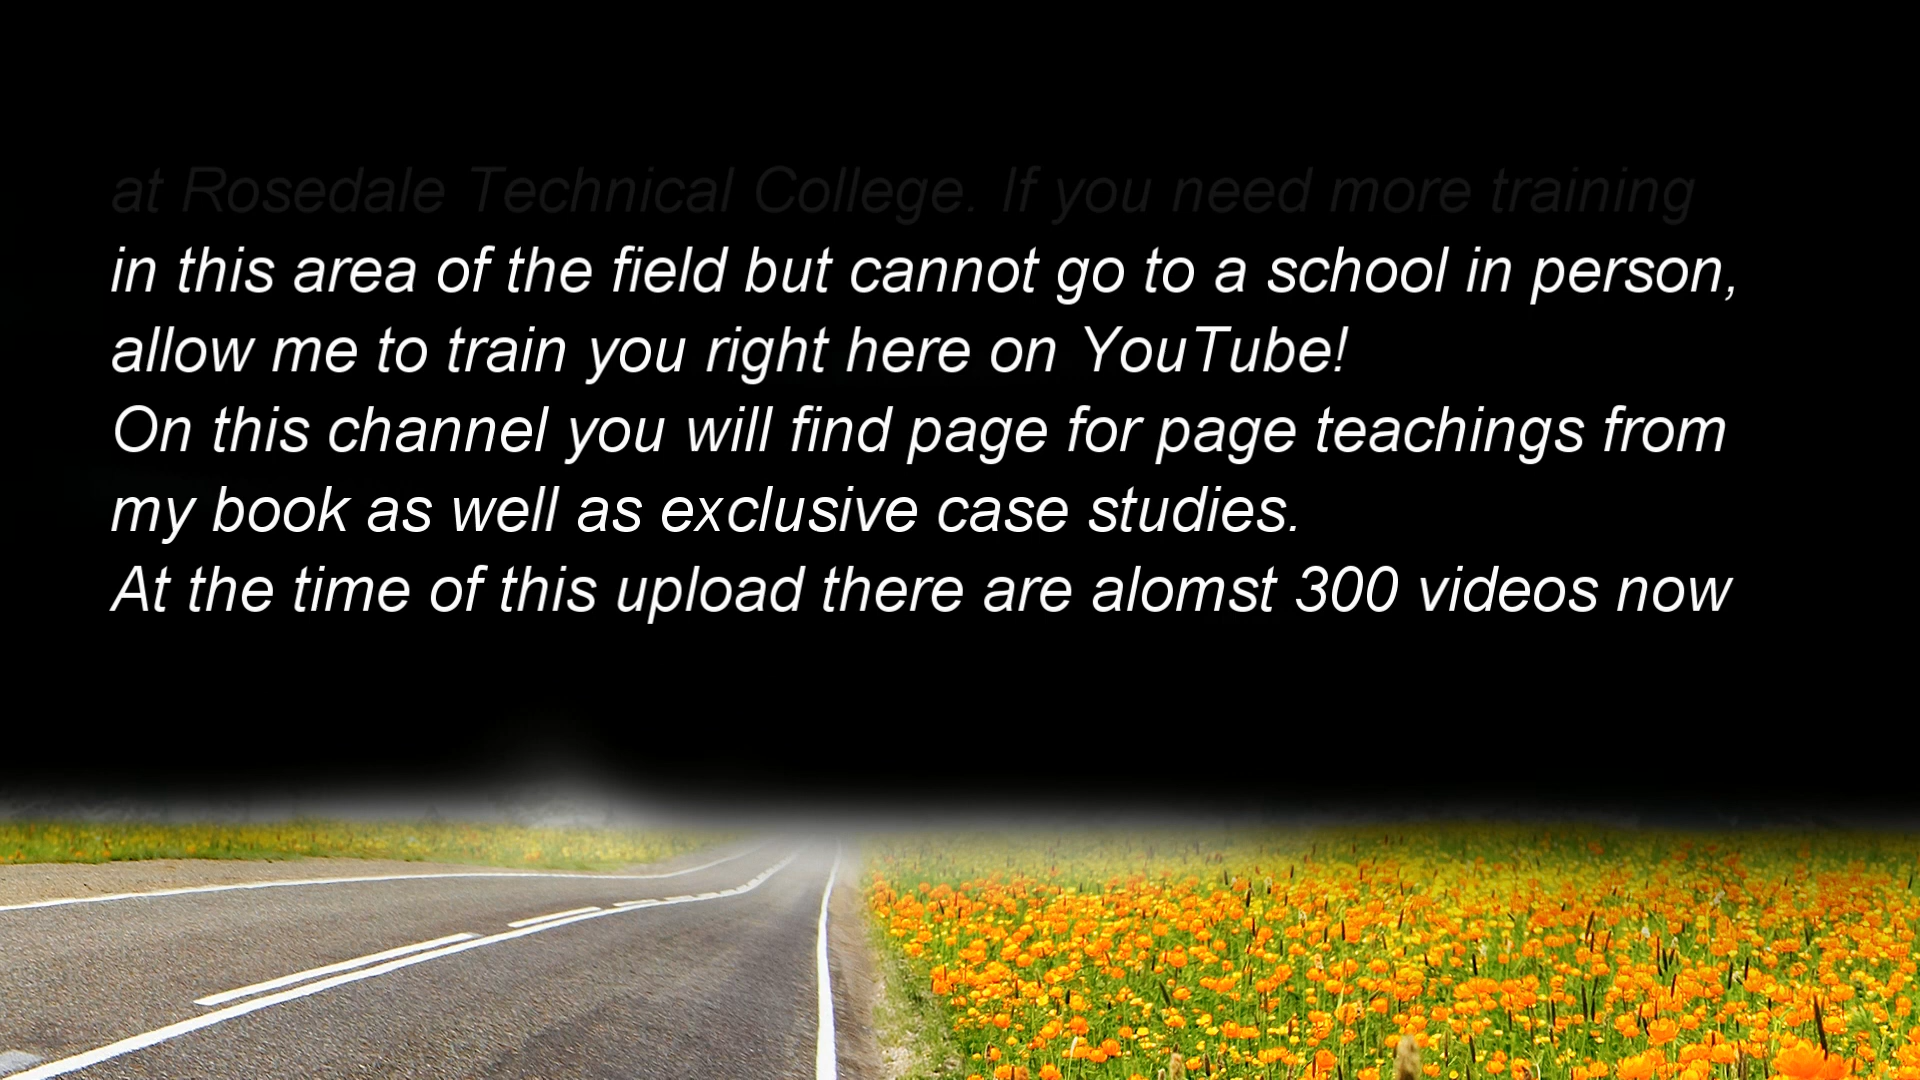 at Rosedale Technical College. If you need more training
in this area of the field but cannot go to a school in person,
allow me to train you right here on YouTube!
On this channel you will find page for page teachings from
my book as well as exclusive case studies.
At the time of this upload there are alomst 300 videos now